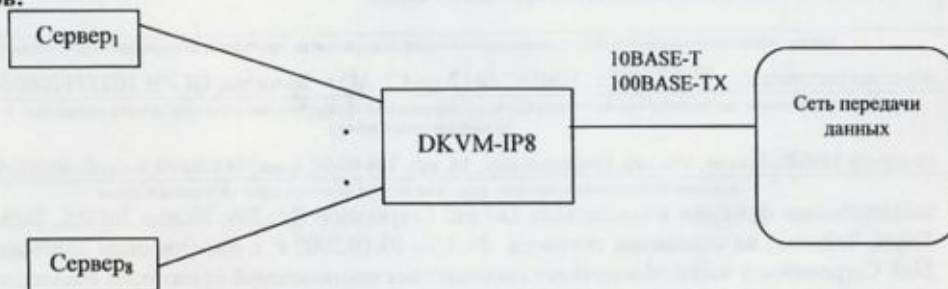 Сервер₁
10BASE-T
100BASE-TX
DKVM-IP8
Сеть передачи
данных
Сервер₈